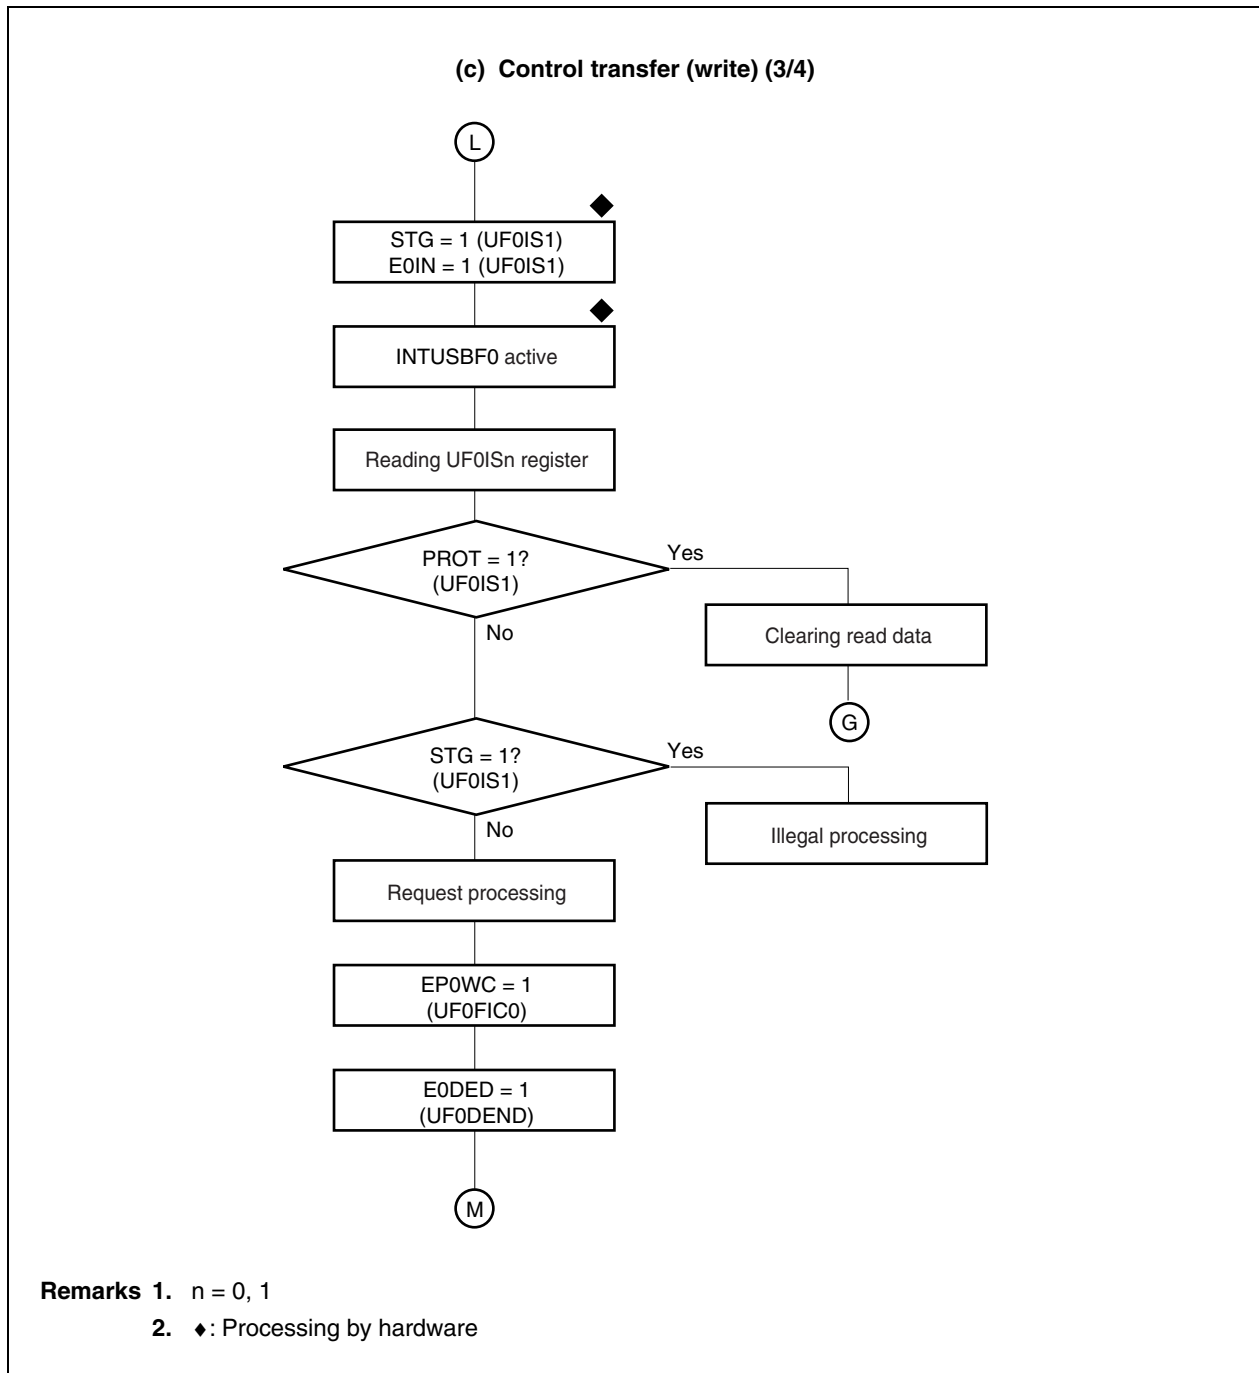 (c) Control transfer (write) (3/4)
L
STG = 1 (UF0IS1)
E0IN = 1 (UF0IS1)
INTUSBF0 active
Reading UF0ISn register
PROT = 1?
(UF0IS1)
Yes
No
Clearing read data
G
STG = 1?
(UF0IS1)
Yes
No
Illegal processing
Request processing
EP0WC = 1
(UF0FIC0)
E0DED = 1
(UF0DEND)
M
Remarks 1. n = 0, 1
2. ♦: Processing by hardware